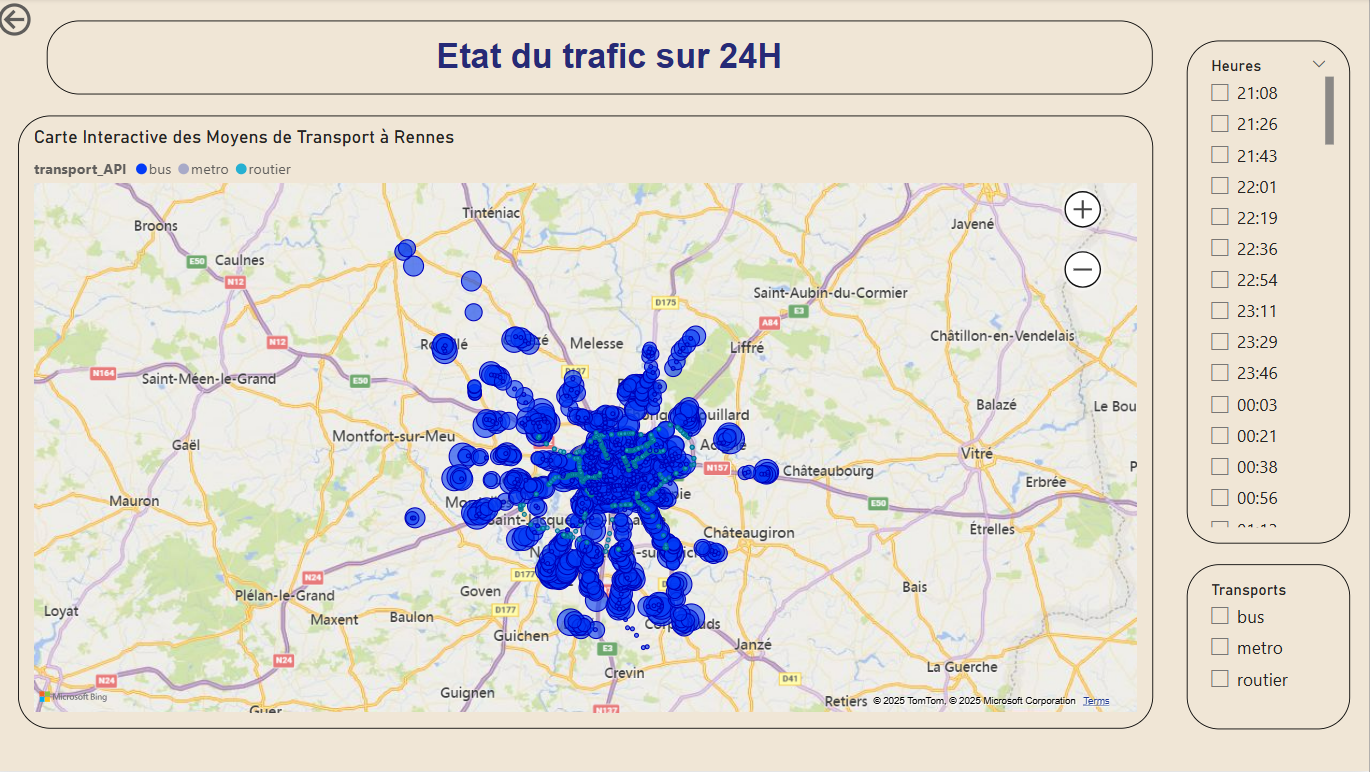 Etat du trafic sur 24H
Carte Interactive des Moyens de Transport à Rennes
transport_API bus metro routier
Tinténiac
Broons
Javené
E50
Caulnes
N12
Saint-Aubin-du-Cormier
D175
E3
A84
Châtillon-en-Vendelais
N12
Melesse
Liffré
N164
Saint-Méen-le-Grand
E50
Balazé
Le Bou
Montfort-sur-Meu
Gaël
Vitré
N157
Châteaubourg
Erbrée
Mauron
E50
Étrelles
Châteaugiron
N24
D177
Bais
Plélan-le-Grand
Goven
Loyat
D177
Maxent
Baulon
Guichen
Janzé
E3
N24
La Guerche
Crevin
N24
D41
Guignen
Retiers
Microsoft Bing
N137
© 2025 TomTom, © 2025 Microsoft Corporation Terms
Heures
21:08
21:26
21:43
22:01
22:19
22:36
22:54
23:11
23:29
23:46
00:03
00:21
00:38
00:56
Transports
bus
metro
routier